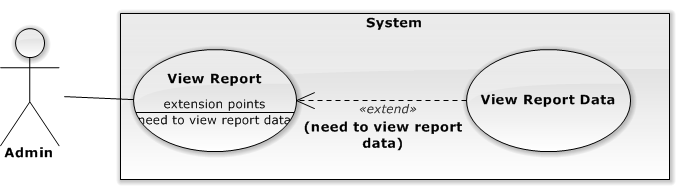 System
View Report
extension points
need to view report data
View Report Data
«extend»
(need to view report
data)
Admin